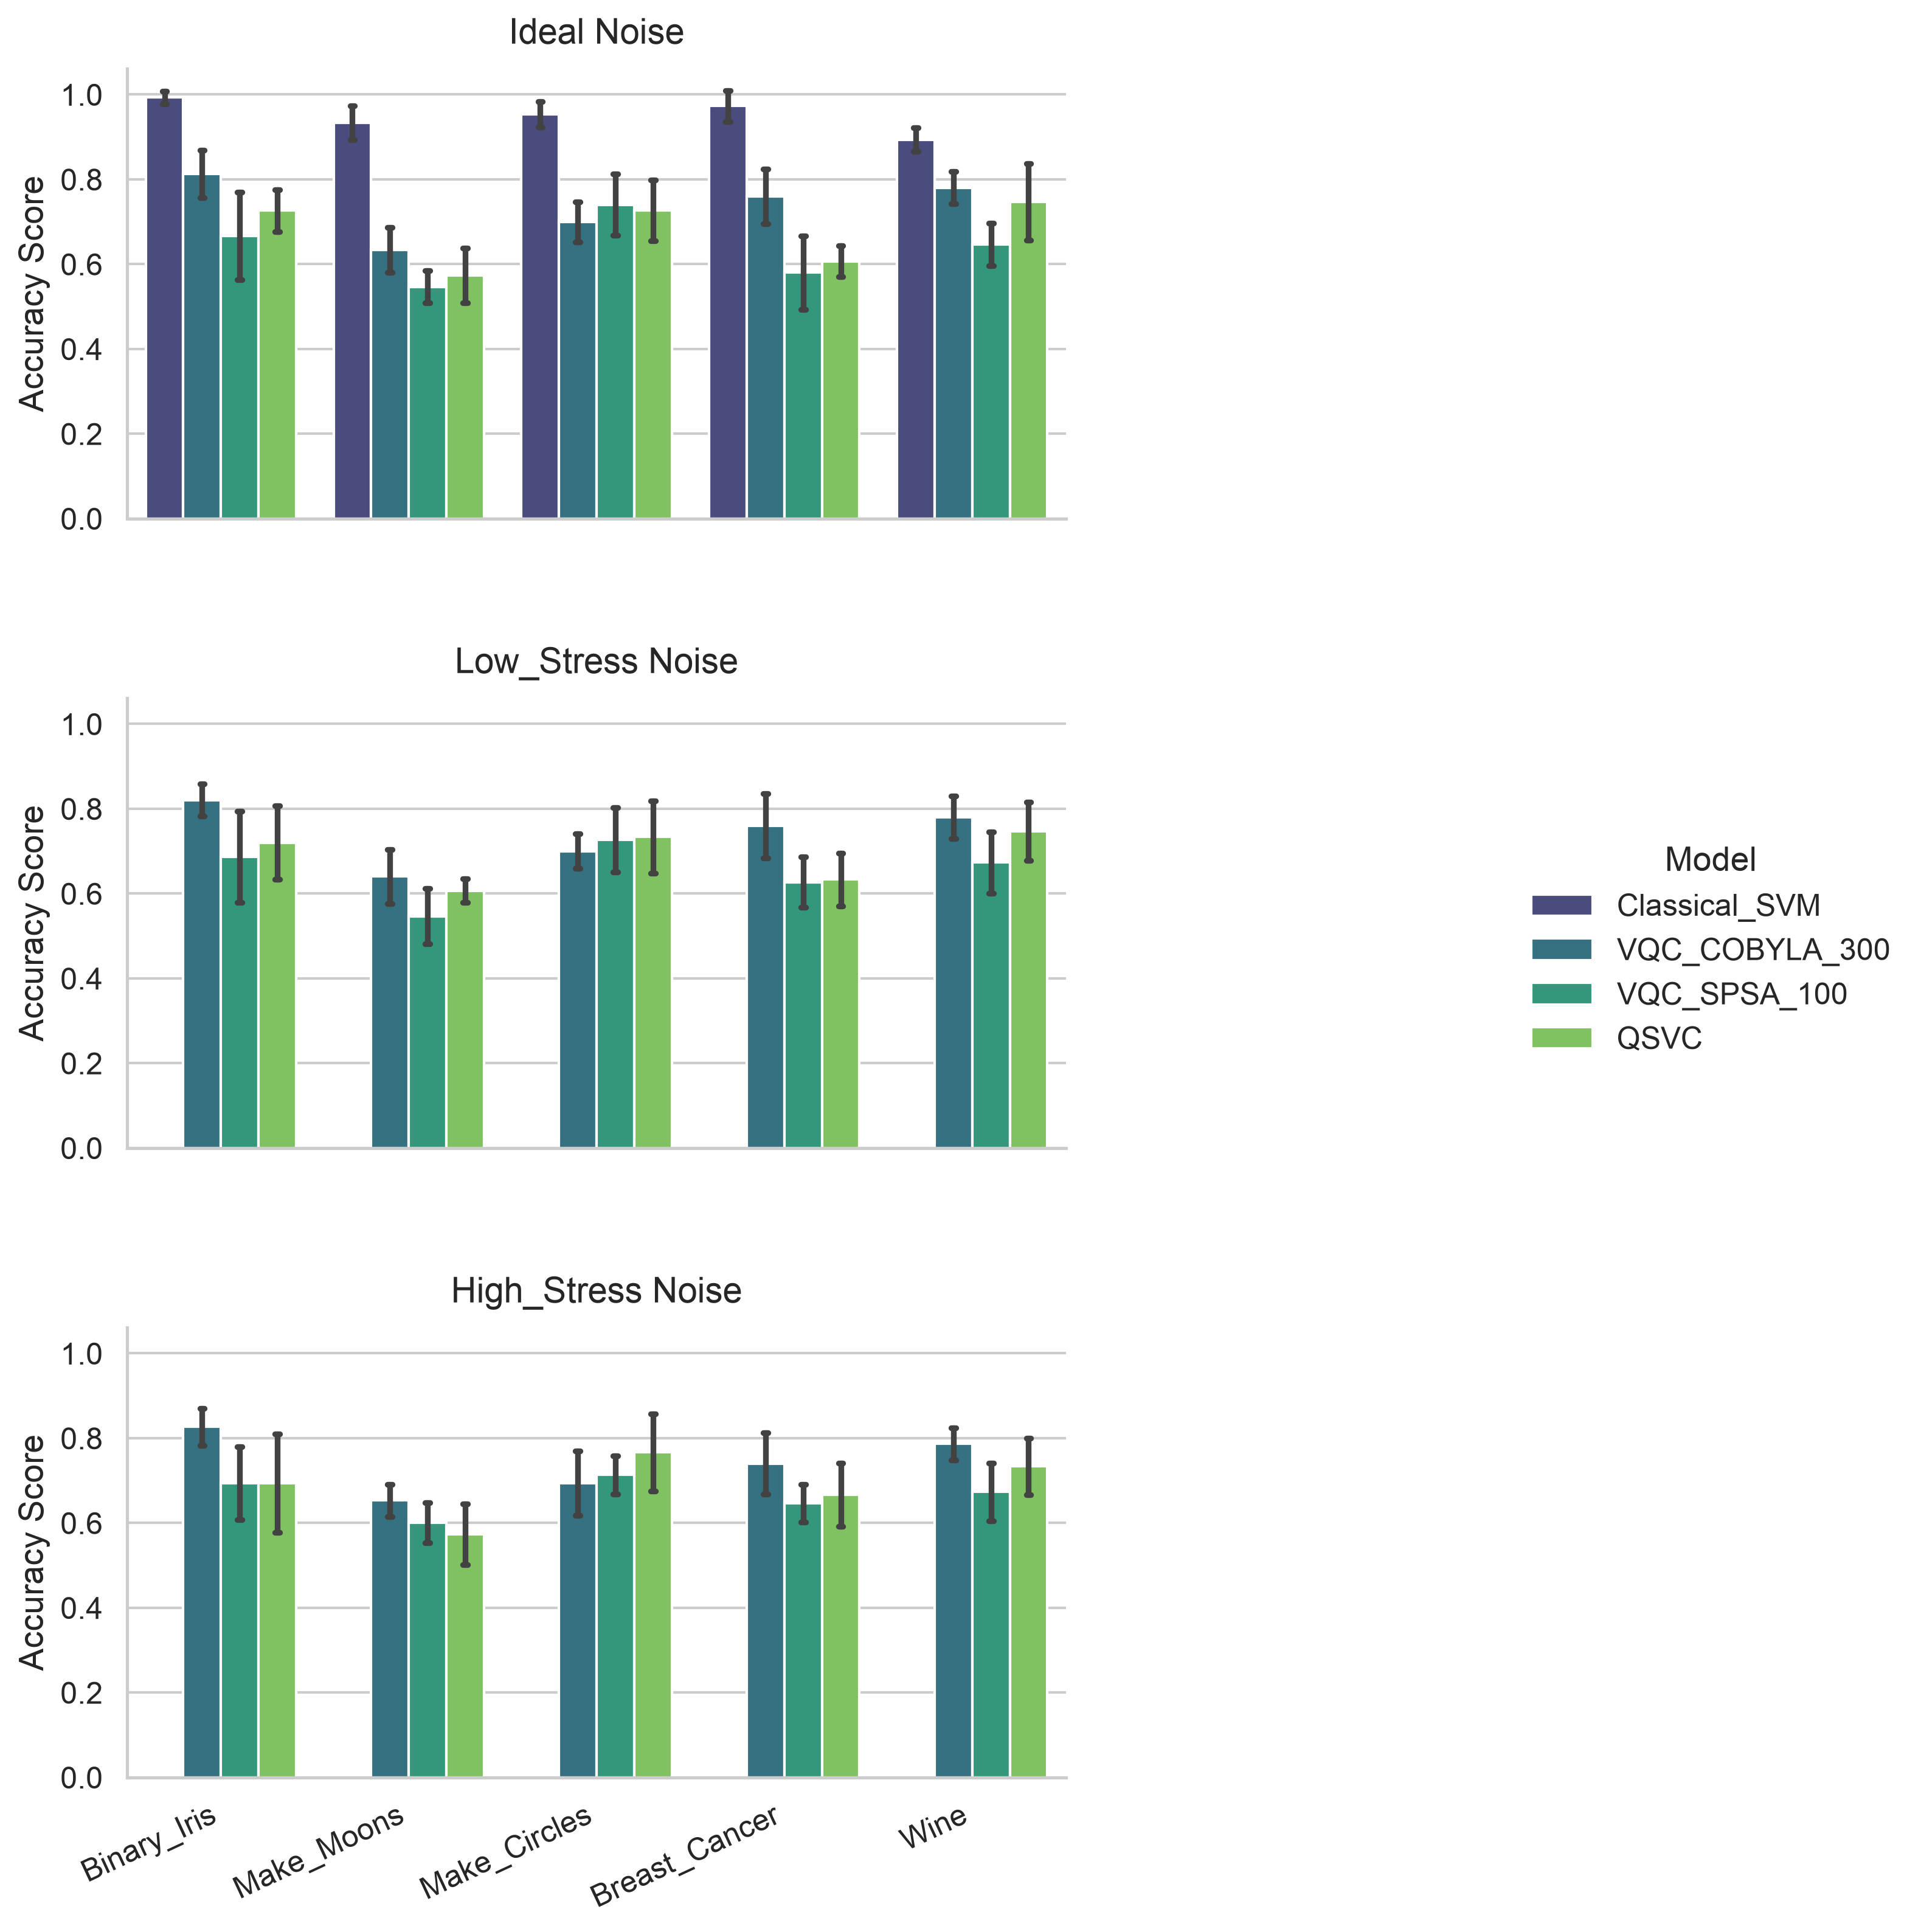 Ideal Noise
Accuracy Score
1.0
0.8
0.6
0.4
0.2
0.0
Low_Stress Noise
Accuracy Score
1.0
0.8
0.6
0.4
0.2
0.0
Model
Classical_SVM
VQC_COBYLA_300
VQC_SPSA_100
QSVC
High_Stress Noise
Accuracy Score
1.0
0.8
0.6
0.4
0.2
0.0
Binary_Iris
Make_Moons
Make_Circles
Breast_Cancer
Wine